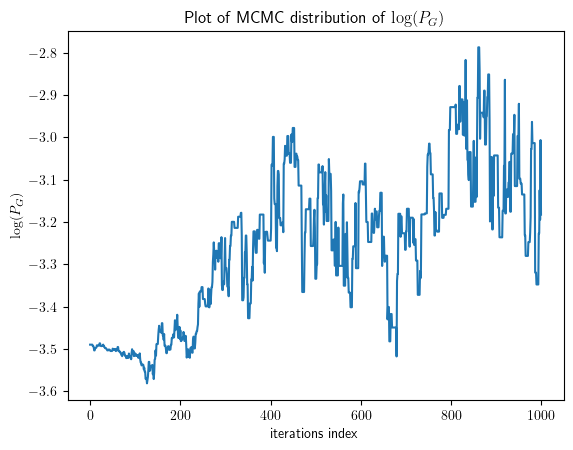 Plot of MCMC distribution of log(P_G)
log(P_G)
−2.8
−2.9
−3.0
−3.1
−3.2
−3.3
−3.4
−3.5
−3.6
0 200 400 600 800 1000
iterations index